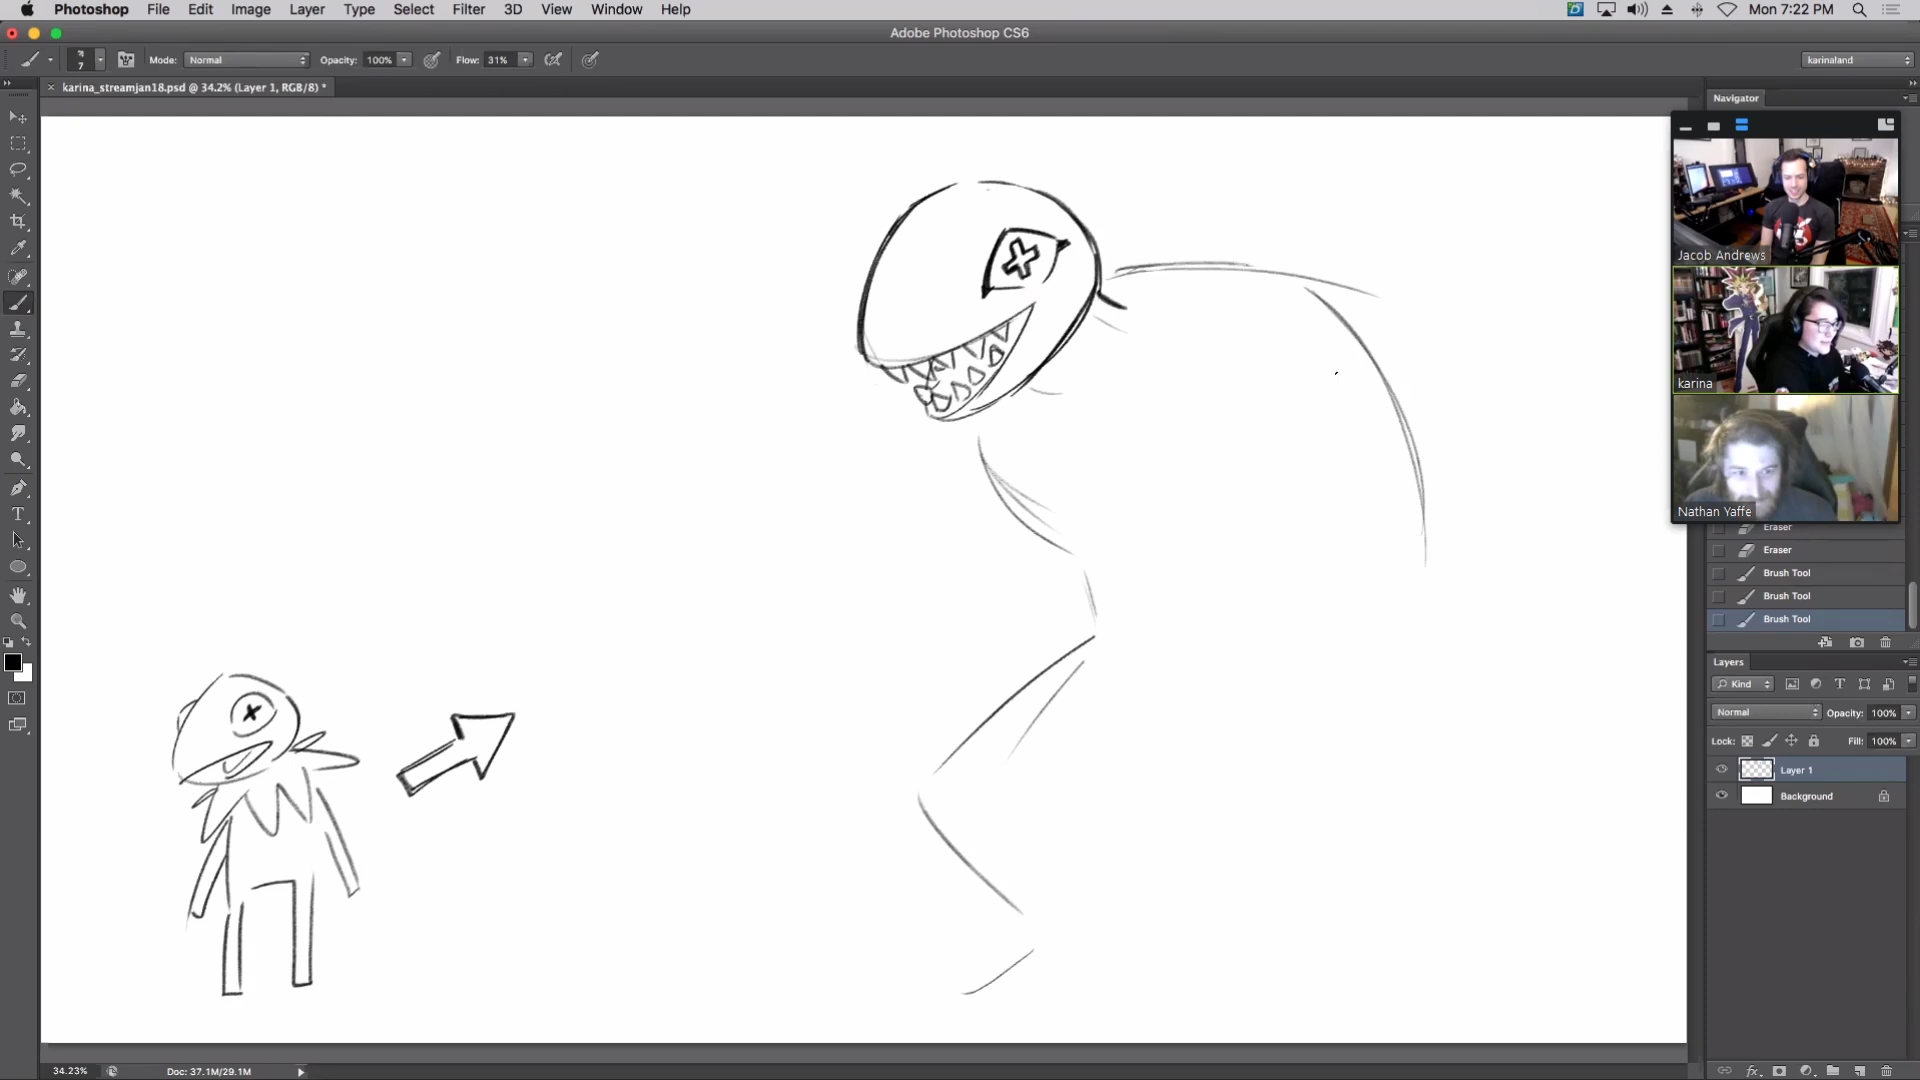 Photoshop File Edit Image Layer Type Select Filter 3D View Window Help Mon 7:22 PM
Adobe Photoshop CS6
7 Mode: Normal Opacity: 100% Flow: 31% karinaland
karina_streamjan18.psd @ 34.2% (Layer 1, RGB/8) *
Navigator
Jacob Andrews
karina
Nathan Yaffe
Eraser
Eraser
Brush Tool
Brush Tool
Brush Tool
Layers
Kind
Normal Opacity: 100%
Lock: Fill: 100%
Layer 1
Background
34.23% Doc: 37.1M/29.1M